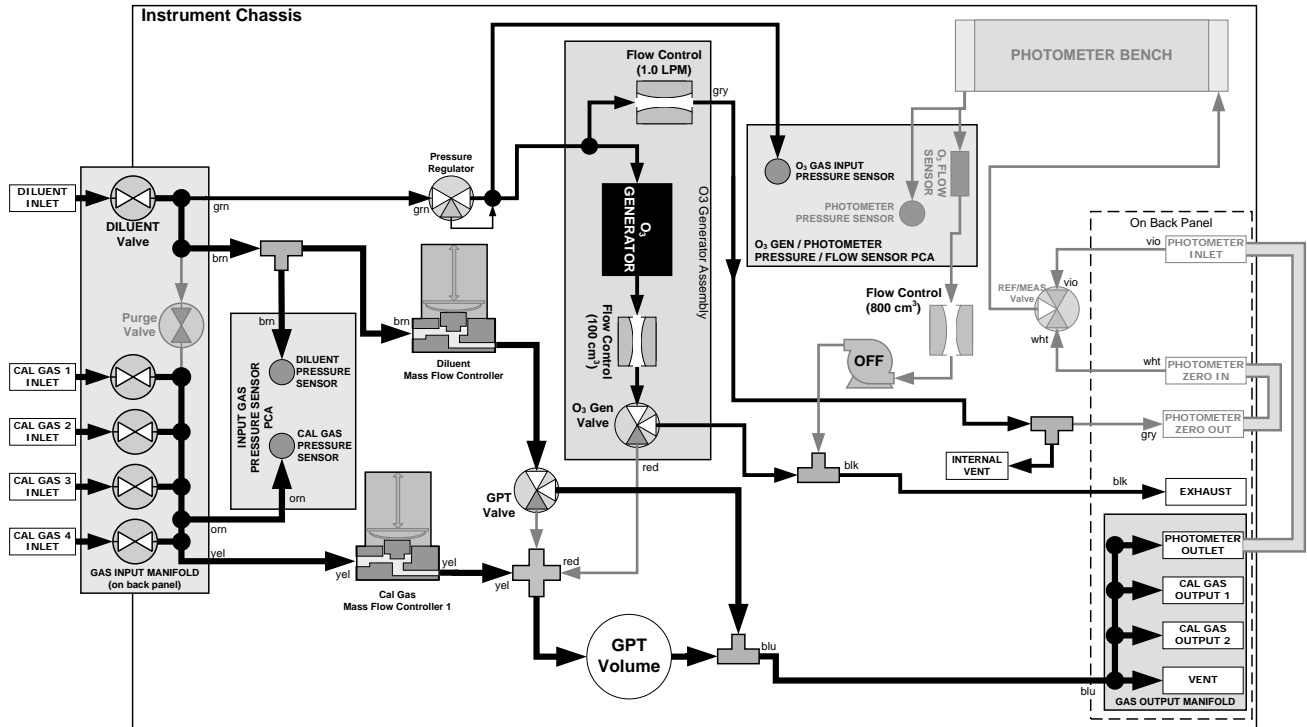 Instrument Chassis
DILUENT
INLET
DILUENT
Valve
grn
brn
Purge
Valve
CAL GAS 1
INLET
CAL GAS 2
INLET
CAL GAS 3
INLET
CAL GAS 4
INLET
GAS INPUT MANIFOLD
(on back panel)
orn
yel
brn
DILUENT
PRESSURE
SENSOR
CAL GAS
PRESSURE
SENSOR
INPUT GAS
PRESSURE SENSOR
PCA
orn
Pressure
Regulator
grn
brn
Diluent
Mass Flow Controller
yel
yel
Cal Gas
Mass Flow Controller 1
yel
GPT
Valve
red
GPT
Volume
blu
Flow Control
(1.0 LPM)
gry
O₃
GENERATOR
O3 Generator Assembly
Flow Control
(100 cm³)
O₃ Gen
Valve
red
O₃ GAS INPUT
PRESSURE SENSOR
PHOTOMETER
PRESSURE SENSOR
O₃ FLOW
SENSOR
O₃ GEN / PHOTOMETER
PRESSURE / FLOW SENSOR PCA
PHOTOMETER BENCH
Flow Control
(800 cm³)
OFF
blk
INTERNAL
VENT
REF/MEAS
Valve
vio
vio
wht
wht
gry
blk
On Back Panel
PHOTOMETER
INLET
PHOTOMETER
ZERO IN
PHOTOMETER
ZERO OUT
EXHAUST
PHOTOMETER
OUTLET
CAL GAS
OUTPUT 1
CAL GAS
OUTPUT 2
VENT
blu
GAS OUTPUT MANIFOLD